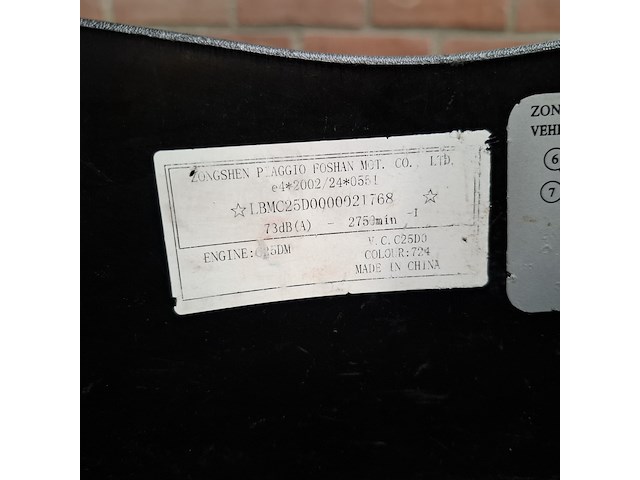 ZONGSHEN PIAGGIO FOSHAN MOT. CO., LTD.
e4*2002/24*0551
☆LBMC25D0000021768 ☆
73dB(A) - 2750min -1
ENGINE:C25DM
V.C.C25D0
COLOUR:724
MADE IN CHINA
ZON
VEHI
6
7